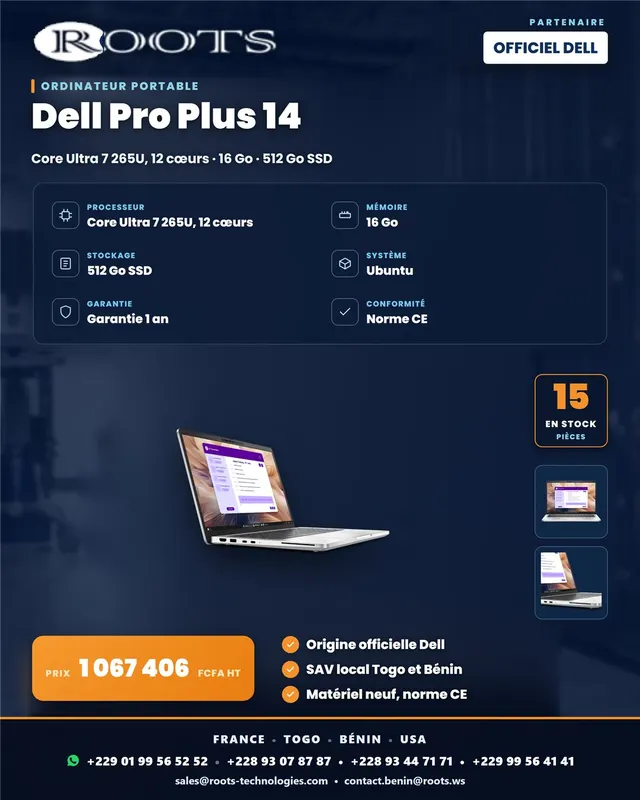 ROOTS
PARTENAIRE
OFFICIEL DELL
ORDINATEUR PORTABLE
Dell Pro Plus 14
Core Ultra 7 265U, 12 cœurs · 16 Go · 512 Go SSD
PROCESSEUR
Core Ultra 7 265U, 12 cœurs
MÉMOIRE
16 Go
STOCKAGE
512 Go SSD
SYSTÈME
Ubuntu
GARANTIE
Garantie 1 an
CONFORMITÉ
Norme CE
15
EN STOCK
PIÈCES
PRIX 1 067 406 FCFA HT
Origine officielle Dell
SAV local Togo et Bénin
Matériel neuf, norme CE
FRANCE • TOGO • BÉNIN • USA
+229 01 99 56 52 52 • +228 93 07 87 87 • +228 93 44 71 71 • +229 99 56 41 41
sales@roots-technologies.com • contact.benin@roots.ws